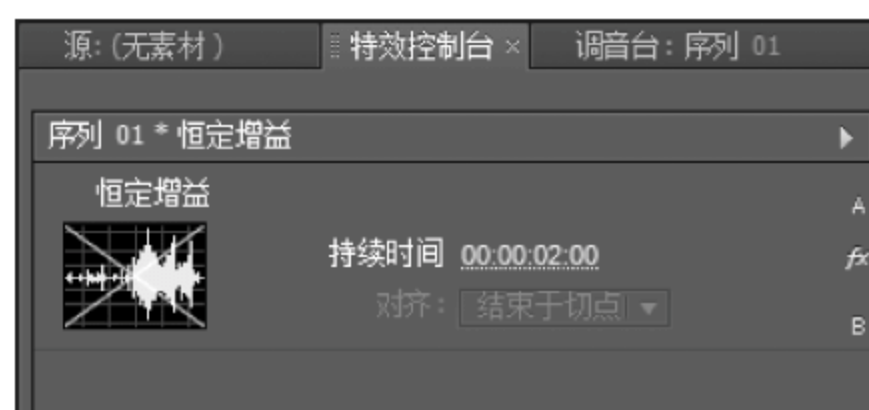 源: (无素材) 特效控制台 × 调音台: 序列 01
序列 01 * 恒定增益
恒定增益
A
持续时间 00:00:02:00 fx
对齐: 结束于切点
B